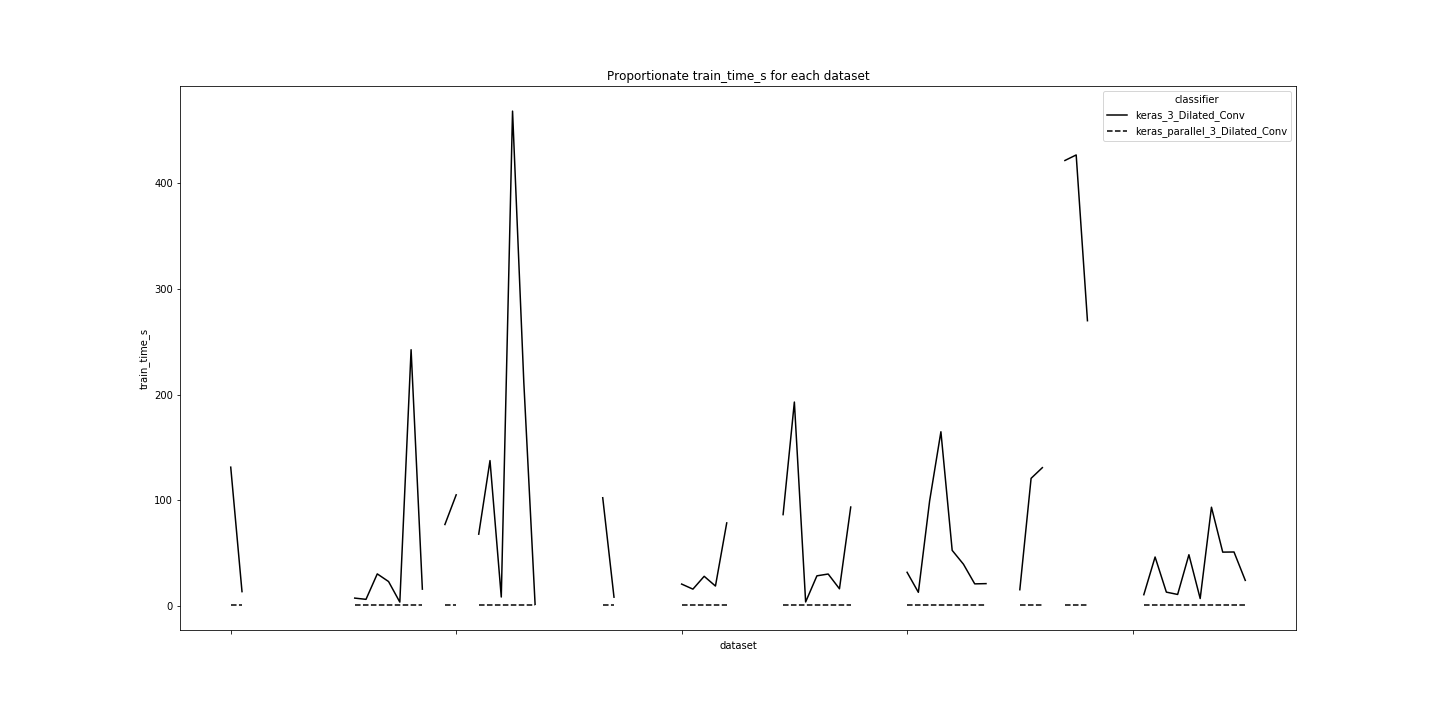 Proportionate train_time_s for each dataset
classifier
keras_3_Dilated_Conv
keras_parallel_3_Dilated_Conv
400
300
200
100
0
train_time_s
dataset